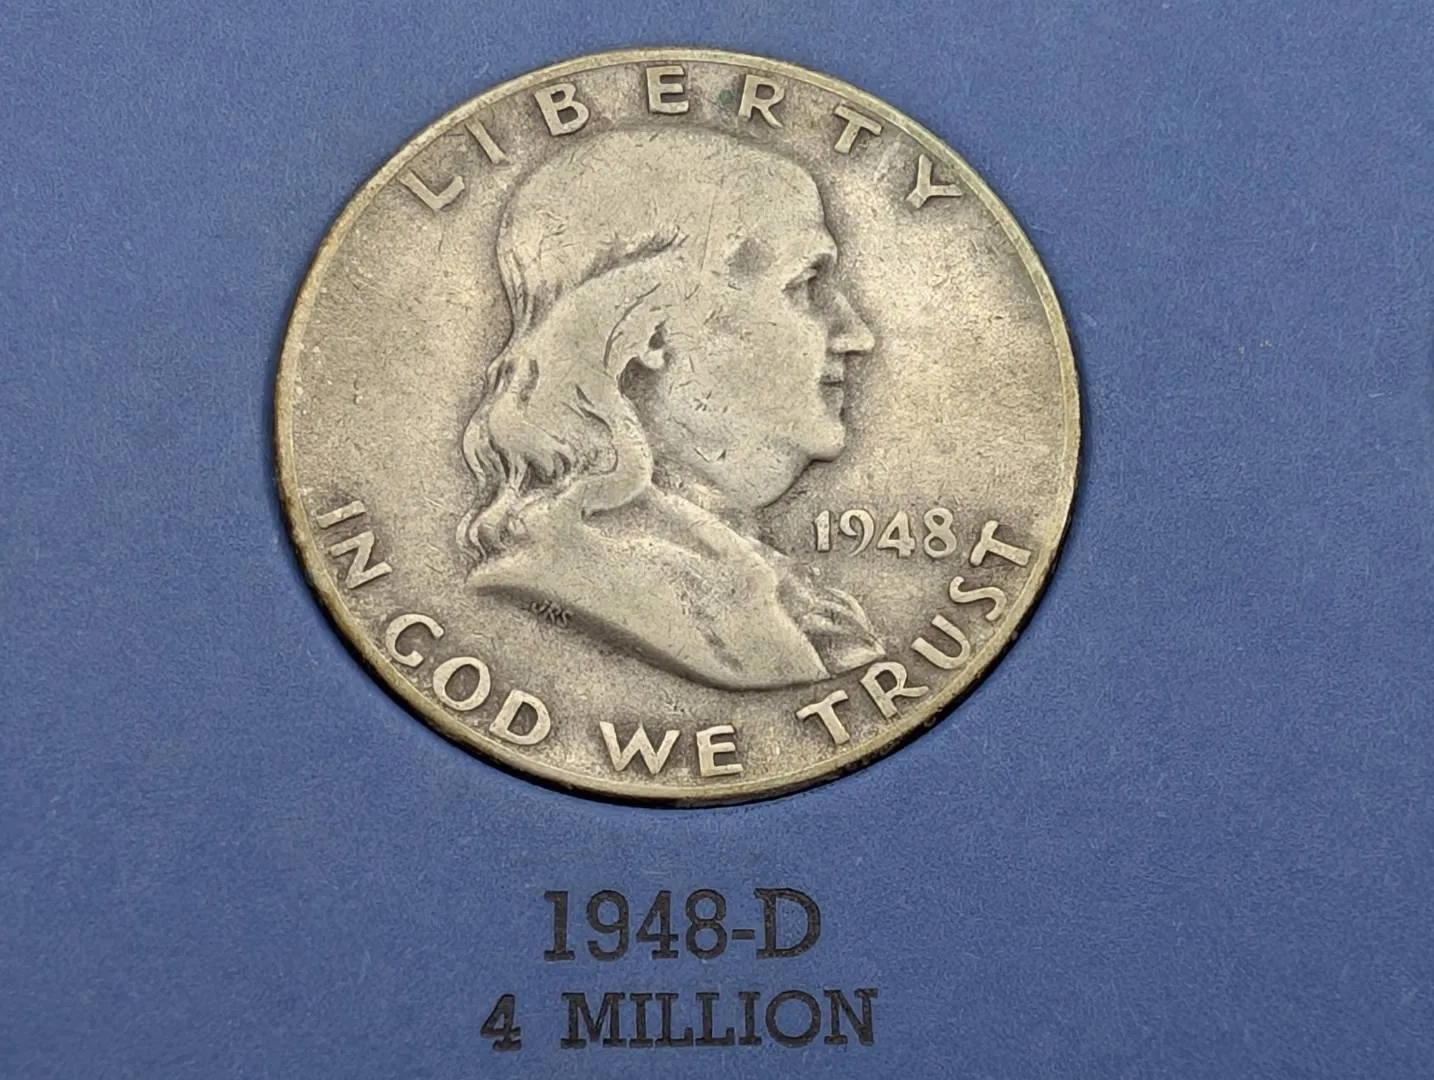 LIBERTY
1948
JRS
IN GOD WE TRUST
1948-D
4 MILLION